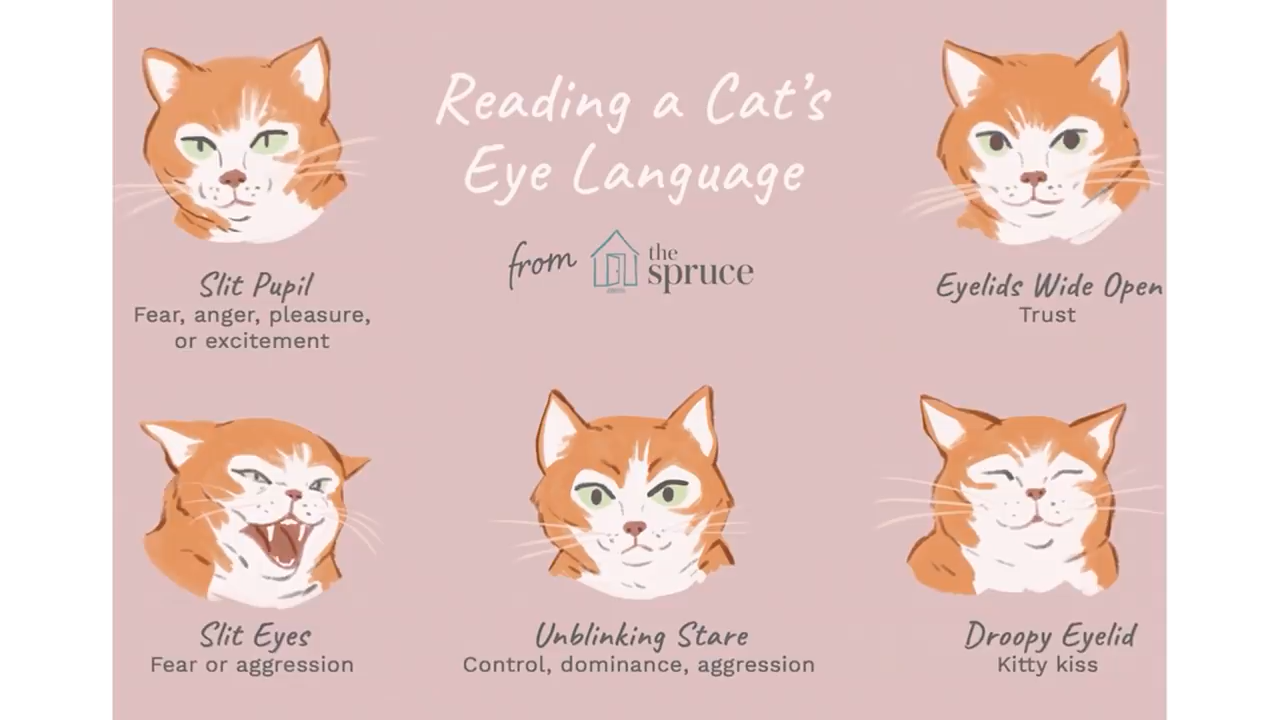 Reading a Cat's
Eye Language
from the spruce
Slit Pupil
Fear, anger, pleasure,
or excitement
Eyelids Wide Open
Trust
Slit Eyes
Fear or aggression
Unblinking Stare
Control, dominance, aggression
Droopy Eyelid
Kitty kiss